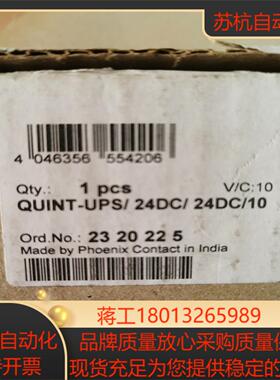 苏杭自动
4 046356 554206
Qty.: 1 pcs V/C:10
QUINT-UPS/ 24DC/ 24DC/10
Ord.No.: 23 20 22 5
Made by Phoenix Contact in India
蒋工18013265989
自动化
开票
品牌质量放心采购质量保
现货充足为您提供发现